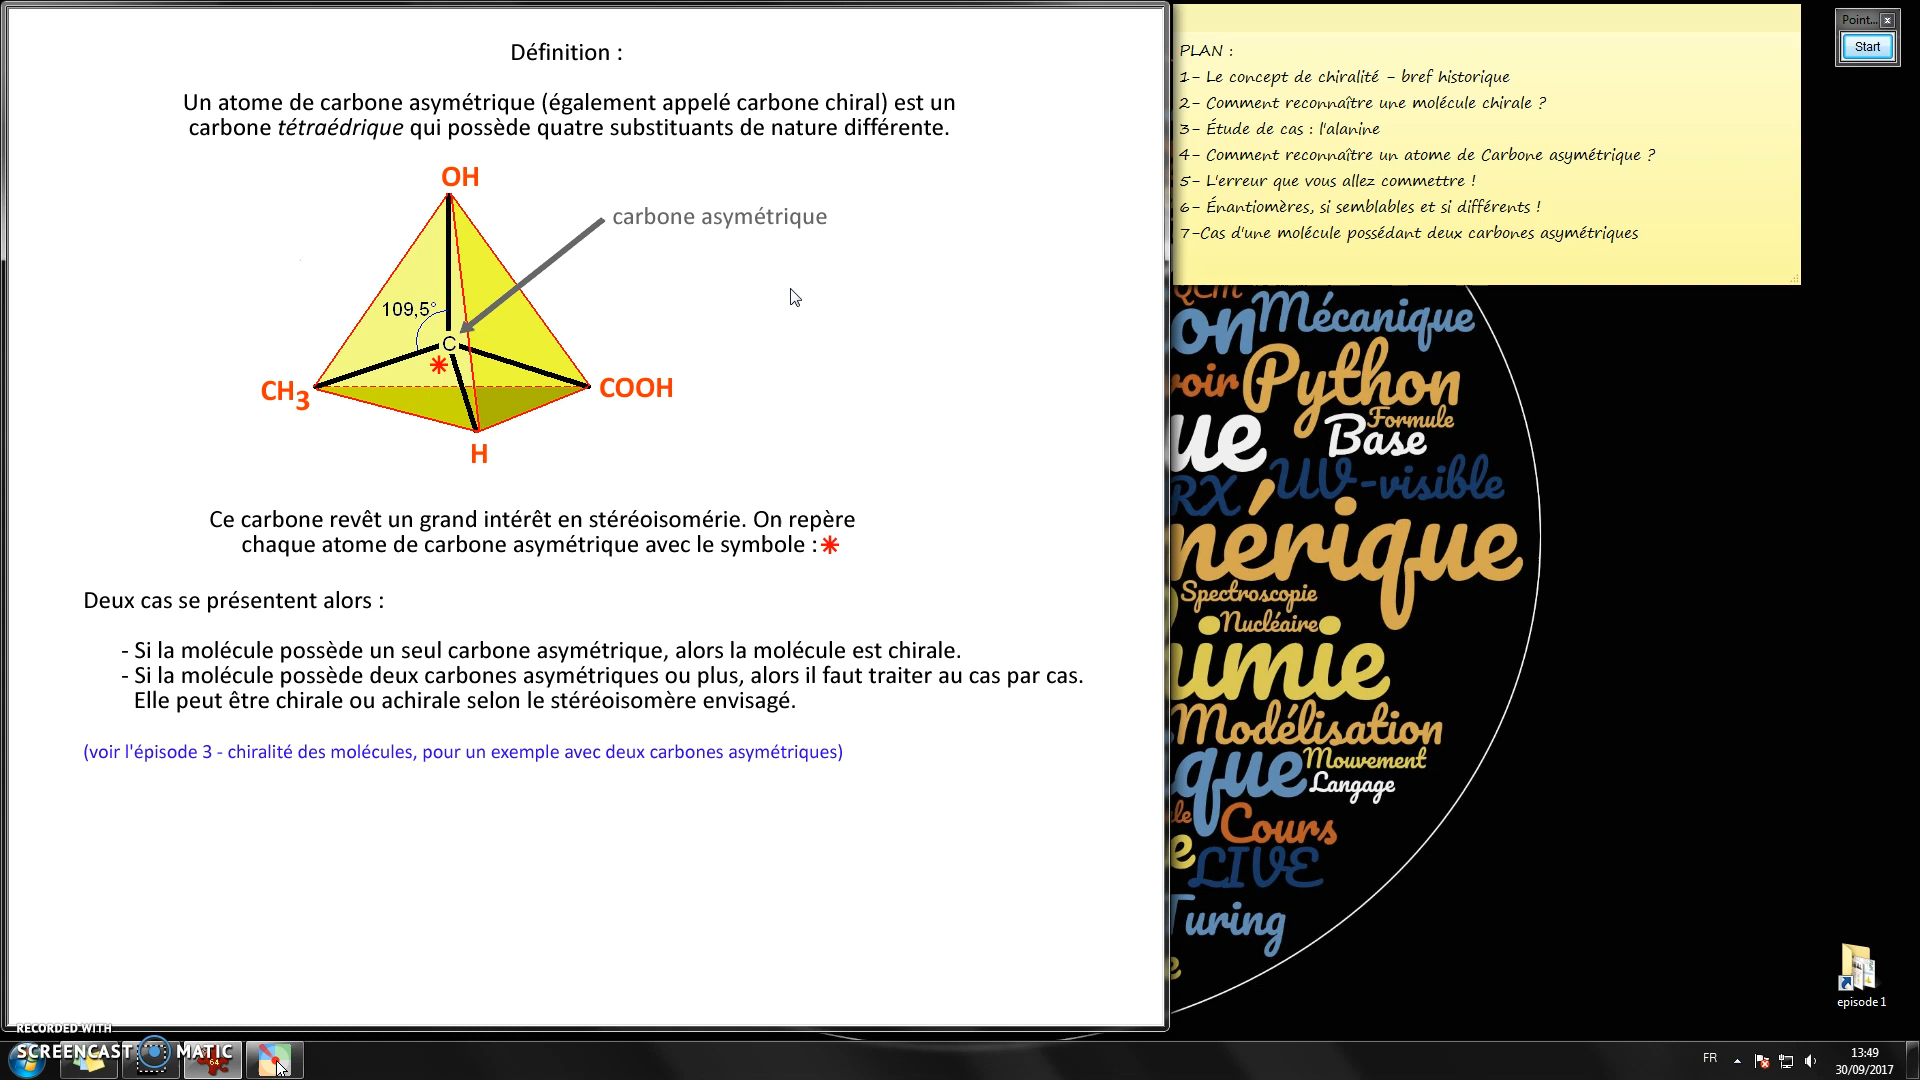 Définition :
Un atome de carbone asymétrique (également appelé carbone chiral) est un
carbone tétraédrique qui possède quatre substituants de nature différente.
OH
carbone asymétrique
109,5°
C
CH3
COOH
H
Ce carbone revêt un grand intérêt en stéréoisomérie. On repère
chaque atome de carbone asymétrique avec le symbole :
Deux cas se présentent alors :
- Si la molécule possède un seul carbone asymétrique, alors la molécule est chirale.
- Si la molécule possède deux carbones asymétriques ou plus, alors il faut traiter au cas par cas.
Elle peut être chirale ou achirale selon le stéréoisomère envisagé.
(voir l'épisode 3 - chiralité des molécules, pour un exemple avec deux carbones asymétriques)
PLAN :
1- Le concept de chiralité - bref historique
2- Comment reconnaître une molécule chirale ?
3- Étude de cas : l'alanine
4- Comment reconnaître un atome de Carbone asymétrique ?
5- L'erreur que vous allez commettre !
6- Énantiomères, si semblables et si différents !
7-Cas d'une molécule possédant deux carbones asymétriques
Point...
Start
QCM
on
Mécanique
voir
Python
Formule
ue
Base
RX
UV-visible
mérique
Spectroscopie
Nucléaire
imie
Modélisation
que
Mouvement
Langage
Cours
e
LIVE
Turing
e
episode 1
RECORDED WITH
SCREENCAST MATIC
64
FR
13:49
30/09/2017